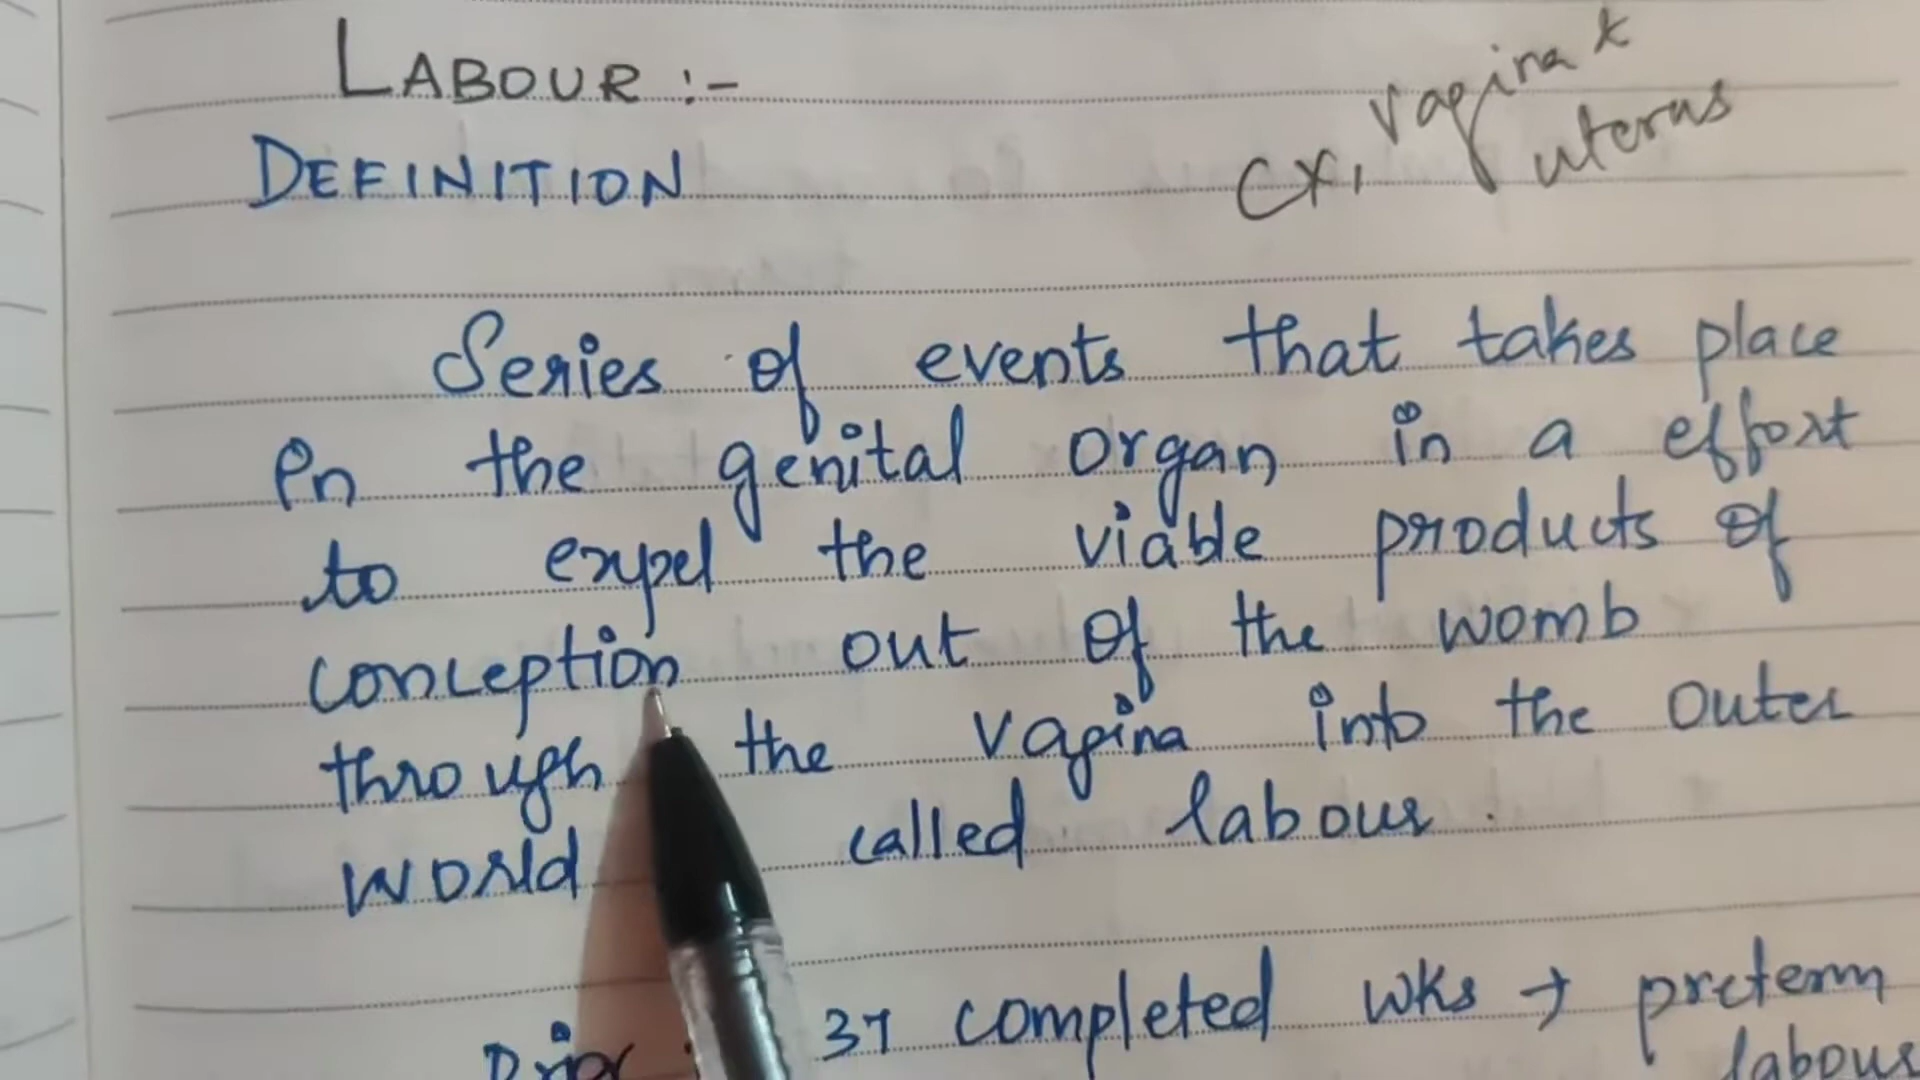 LABOUR :-
DEFINITION
Cx, vagina &
uterus
Series of events that takes place
in the genital organ in a effort
to expel the viable products of
conception out of the womb
through the vagina into the outer
world called labour.
Prior 37 completed wks → preterm
labour